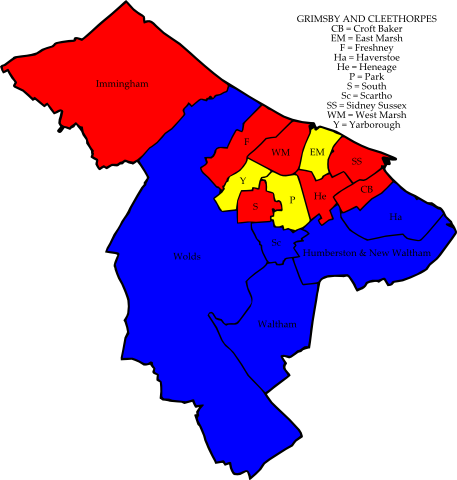 GRIMSBY AND CLEETHORPES
CB = Croft Baker
EM = East Marsh
F = Freshney
Ha = Haverstoe
He = Heneage
P = Park
S = South
Sc = Scartho
SS = Sidney Sussex
WM = West Marsh
Y = Yarborough
Immingham
F
WM
EM
SS
Y
He
CB
S
P
Ha
Sc
Wolds
Humberston & New Waltham
Waltham